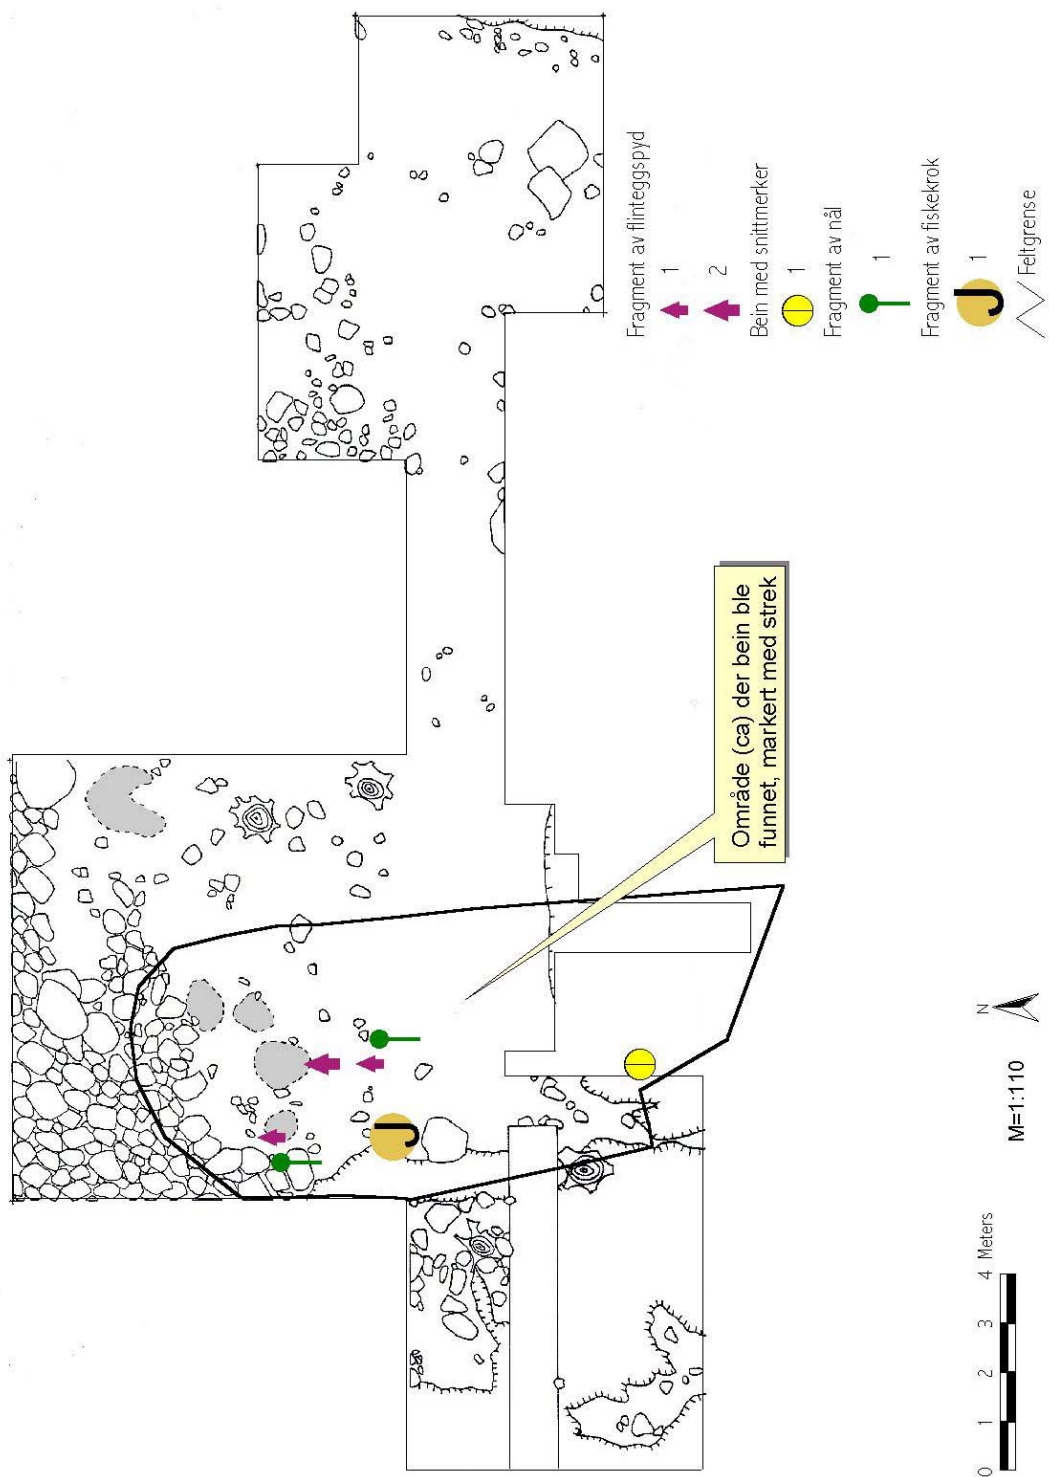 Fragment av flinteggspyd
1
2
Bein med snittmerker
1
Fragment av nål
1
Fragment av fiskekrok
1
Feltgrense
Område (ca) der bein ble
funnet, markert med strek
N
M=1:110
0 1 2 3 4 Meters